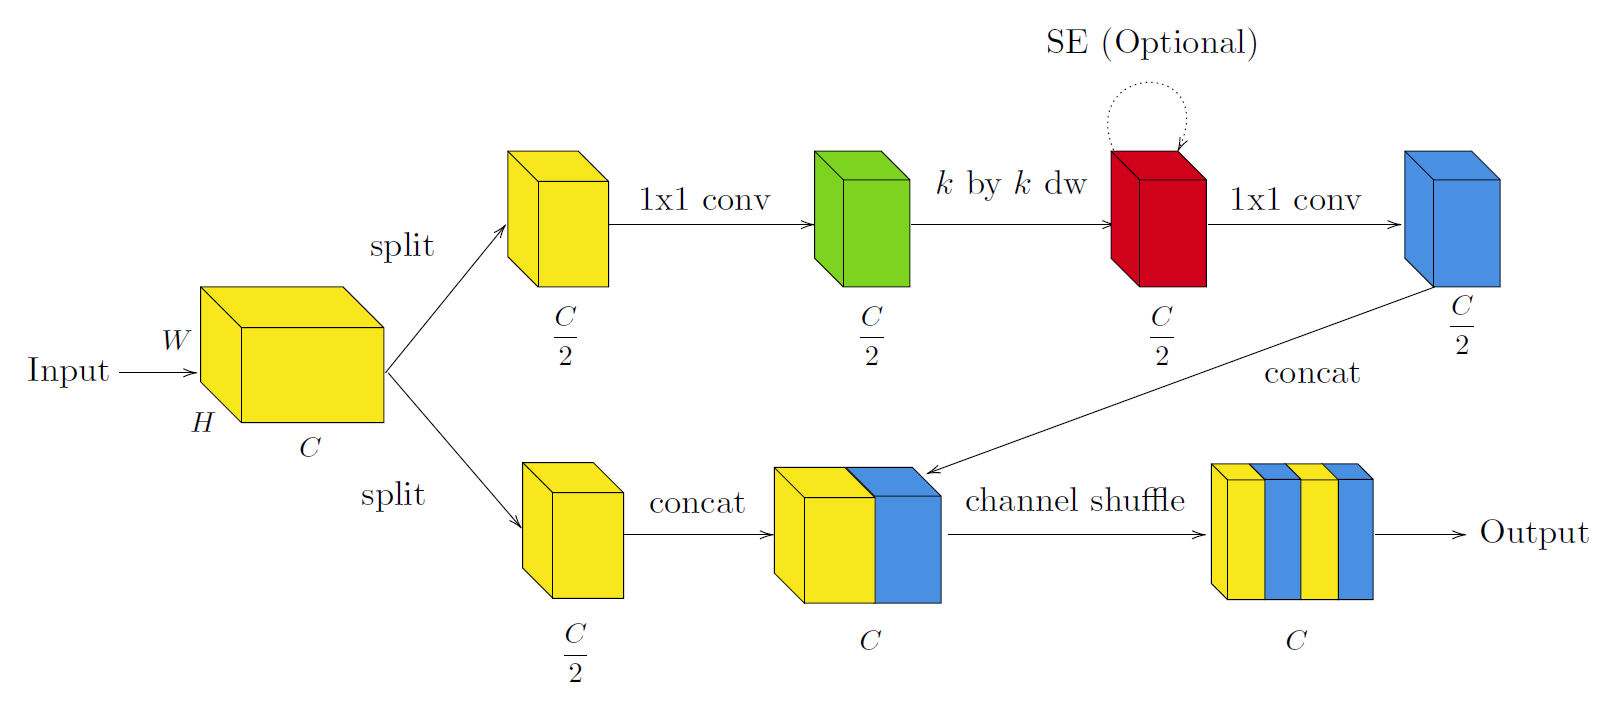 SE (Optional)
1x1 conv
k by k dw
1x1 conv
split
C
2
C
2
C
2
C
2
W
Input
H
C
concat
split
concat
channel shuffle
Output
C
2
C
C